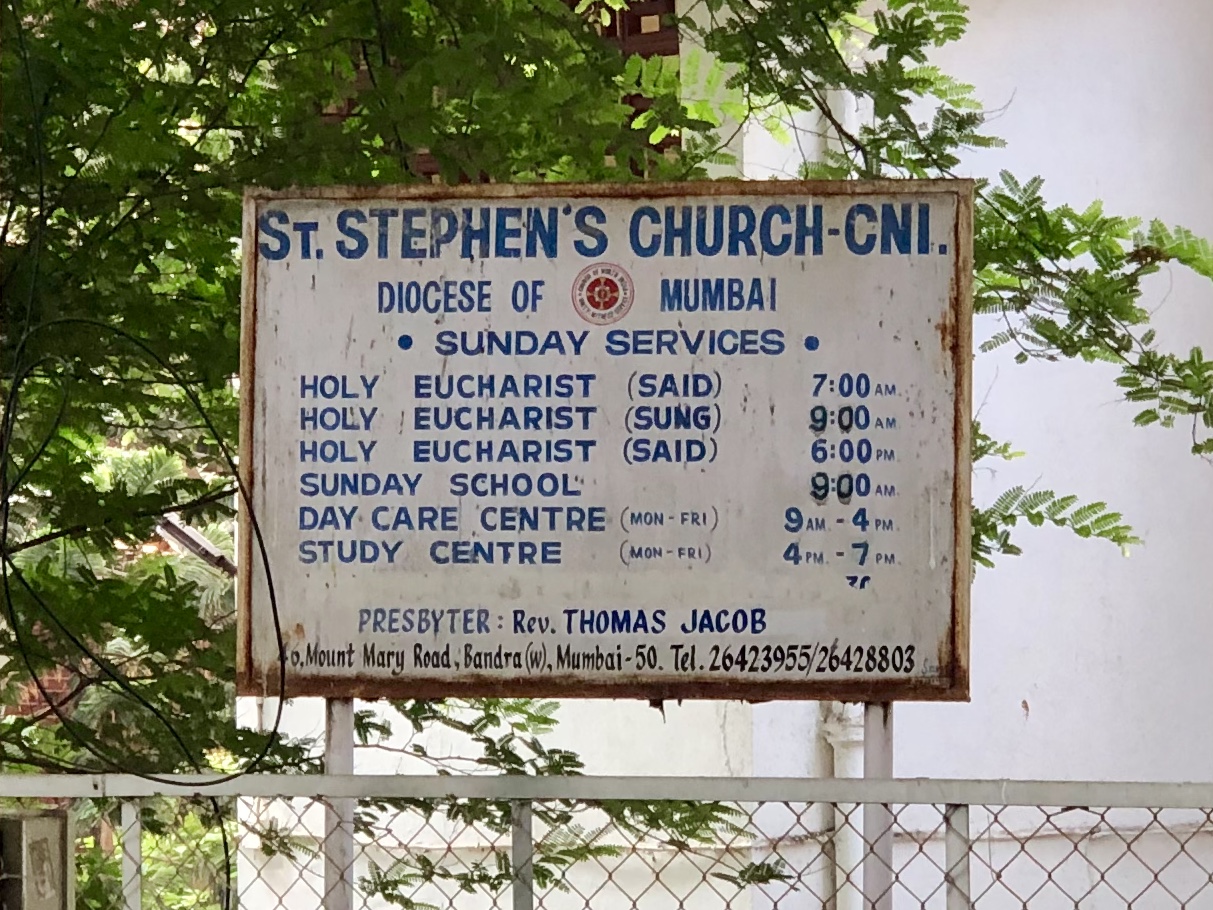 ST. STEPHEN'S CHURCH-CNI.
DIOCESE OF MUMBAI
• SUNDAY SERVICES •
HOLY EUCHARIST (SAID) 7:00 AM.
HOLY EUCHARIST (SUNG) 9:00 AM
HOLY EUCHARIST (SAID) 6:00 PM.
SUNDAY SCHOOL 9:00 AM.
DAY CARE CENTRE (MON-FRI) 9 AM. - 4 PM.
STUDY CENTRE (MON-FRI) 4 PM. - 7 PM.
PRESBYTER: Rev. THOMAS JACOB
Mount Mary Road, Bandra (W), Mumbai-50. Tel. 26423955/26428803